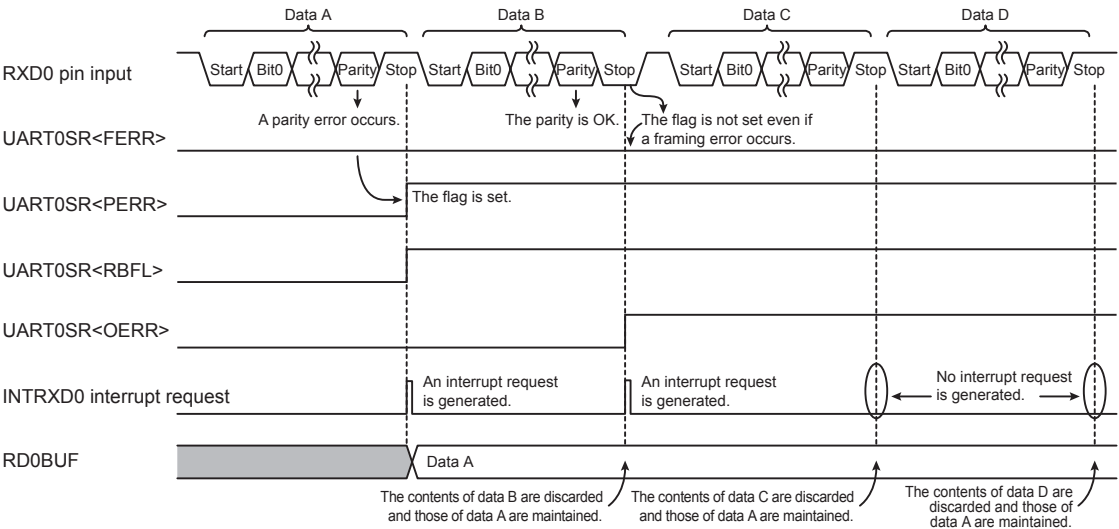 Data A
Data B
Data C
Data D
RXD0 pin input
Start Bit0 Parity Stop Start Bit0 Parity Stop Start Bit0 Parity Stop Start Bit0 Parity Stop
A parity error occurs.
The parity is OK.
The flag is not set even if
a framing error occurs.
UART0SR<FERR>
UART0SR<PERR>
The flag is set.
UART0SR<RBFL>
UART0SR<OERR>
INTRXD0 interrupt request
An interrupt request
is generated.
An interrupt request
is generated.
No interrupt request
is generated.
RD0BUF
Data A
The contents of data B are discarded
and those of data A are maintained.
The contents of data C are discarded
and those of data A are maintained.
The contents of data D are
discarded and those of
data A are maintained.